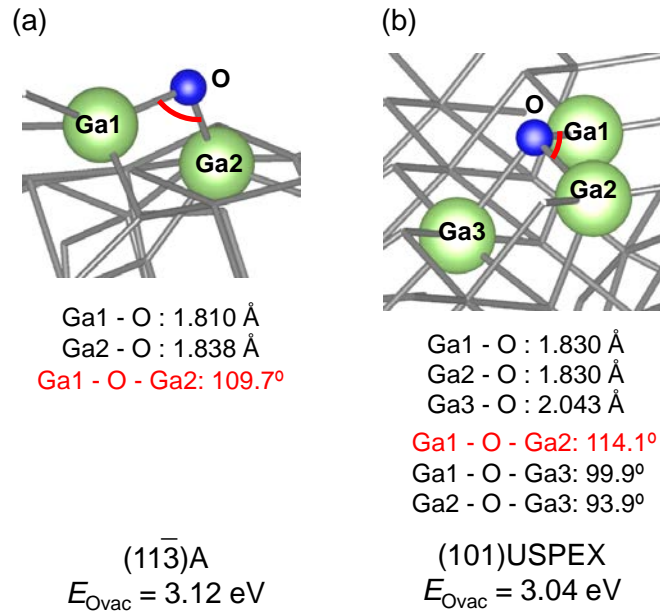 (a)
O
Ga1
Ga2
Ga1 - O : 1.810 Å
Ga2 - O : 1.838 Å
Ga1 - O - Ga2: 109.7º
(113̅)A
E_Ovac = 3.12 eV
(b)
O
Ga1
Ga2
Ga3
Ga1 - O : 1.830 Å
Ga2 - O : 1.830 Å
Ga3 - O : 2.043 Å
Ga1 - O - Ga2: 114.1º
Ga1 - O - Ga3: 99.9º
Ga2 - O - Ga3: 93.9º
(101)USPEX
E_Ovac = 3.04 eV